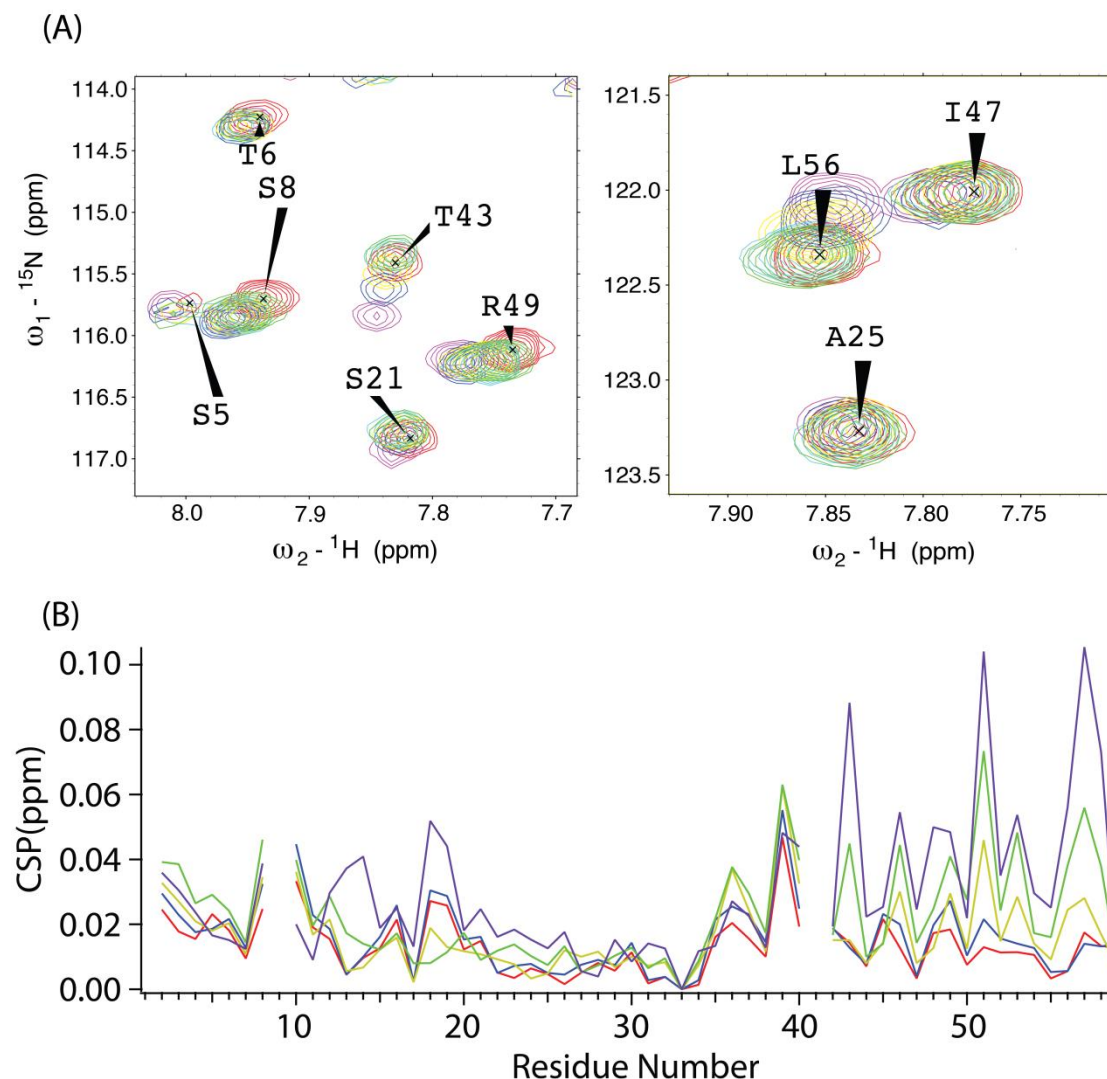 (A)
114.0
114.5
115.0
115.5
116.0
116.5
117.0
ω1 - 15N (ppm)
T6
S8
T43
R49
S21
S5
8.0 7.9 7.8 7.7
ω2 - 1H (ppm)
121.5
122.0
122.5
123.0
123.5
I47
L56
A25
7.90 7.85 7.80 7.75
ω2 - 1H (ppm)
(B)
0.10
0.08
0.06
0.04
0.02
0.00
CSP(ppm)
10 20 30 40 50
Residue Number